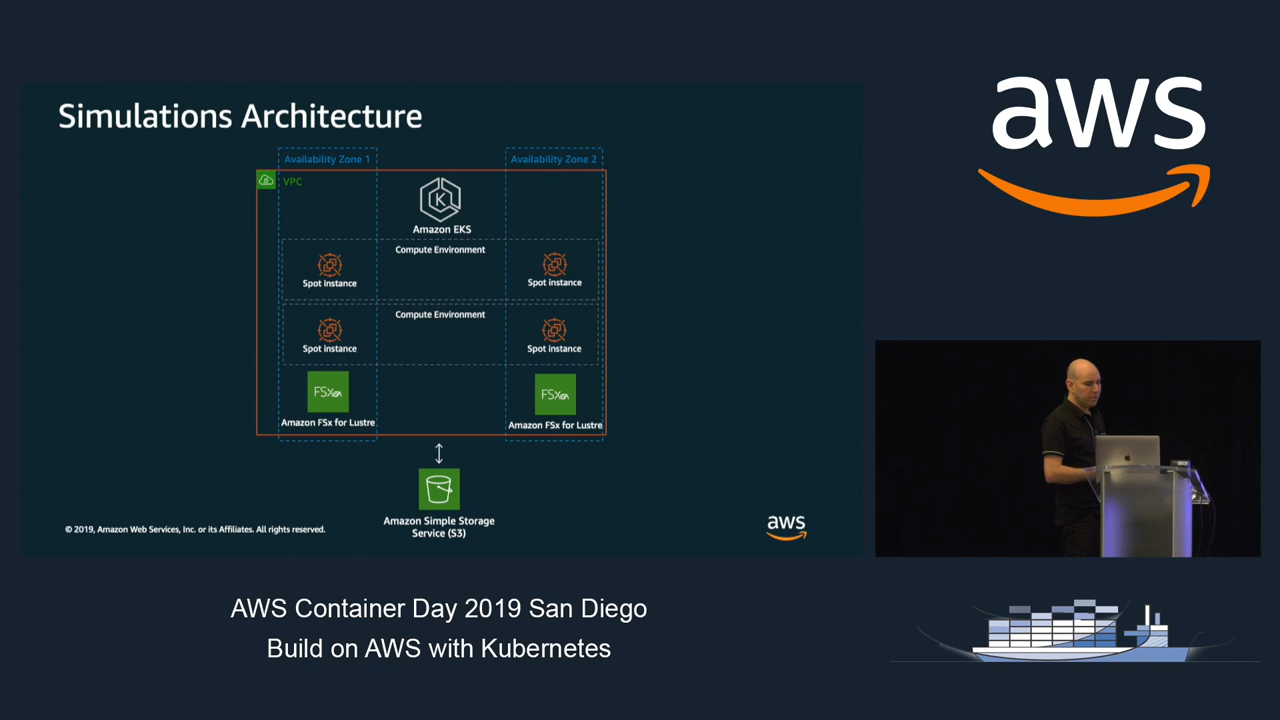 Simulations Architecture
Availability Zone 1
Availability Zone 2
VPC
Amazon EKS
Compute Environment
Spot instance
Spot instance
Compute Environment
Spot instance
Spot instance
FSx
FSx
Amazon FSx for Lustre
Amazon FSx for Lustre
Amazon Simple Storage
Service (S3)
© 2019, Amazon Web Services, Inc. or its Affiliates. All rights reserved.
aws
aws
AWS Container Day 2019 San Diego
Build on AWS with Kubernetes